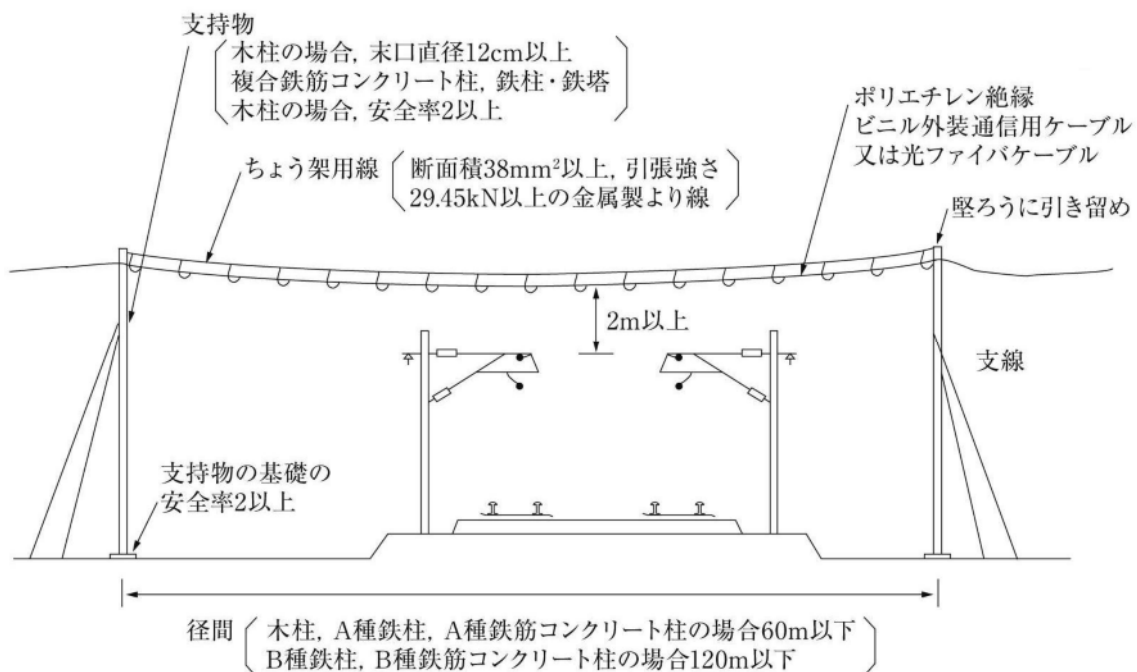 支持物
木柱の場合, 末口直径12cm以上
複合鉄筋コンクリート柱, 鉄柱・鉄塔
木柱の場合, 安全率2以上
ポリエチレン絶縁
ビニル外装通信用ケーブル
又は光ファイバケーブル
ちょう架用線
断面積38mm²以上, 引張強さ
29.45kN以上の金属製より線
堅ろうに引き留め
2m以上
支線
支持物の基礎の
安全率2以上
径間
木柱, A種鉄柱, A種鉄筋コンクリート柱の場合60m以下
B種鉄柱, B種鉄筋コンクリート柱の場合120m以下